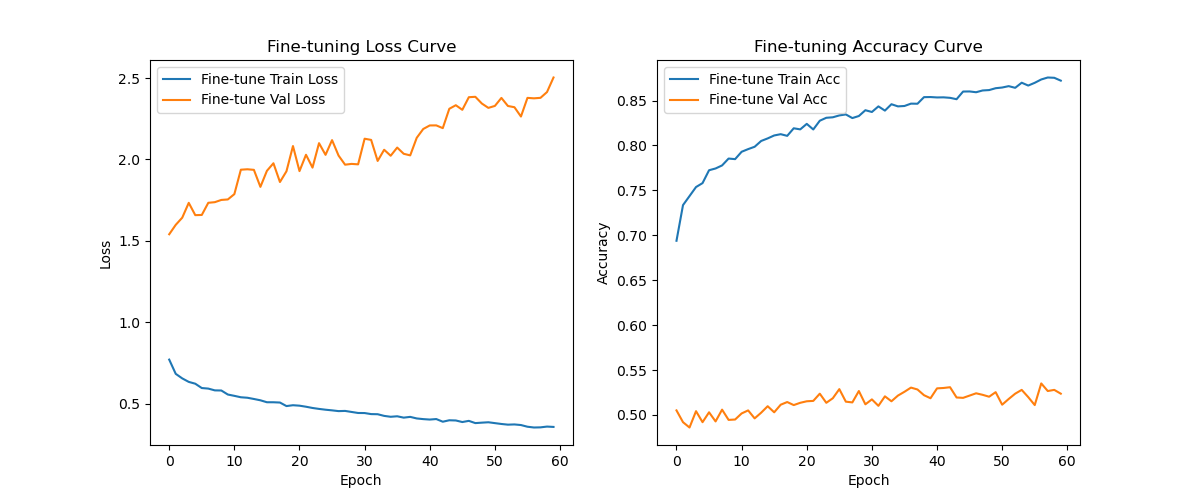 Fine-tuning Loss Curve
Fine-tune Train Loss
Fine-tune Val Loss
2.5
2.0
1.5
1.0
0.5
Loss
0 10 20 30 40 50 60
Epoch
Fine-tuning Accuracy Curve
Fine-tune Train Acc
Fine-tune Val Acc
0.85
0.80
0.75
0.70
0.65
0.60
0.55
0.50
Accuracy
0 10 20 30 40 50 60
Epoch